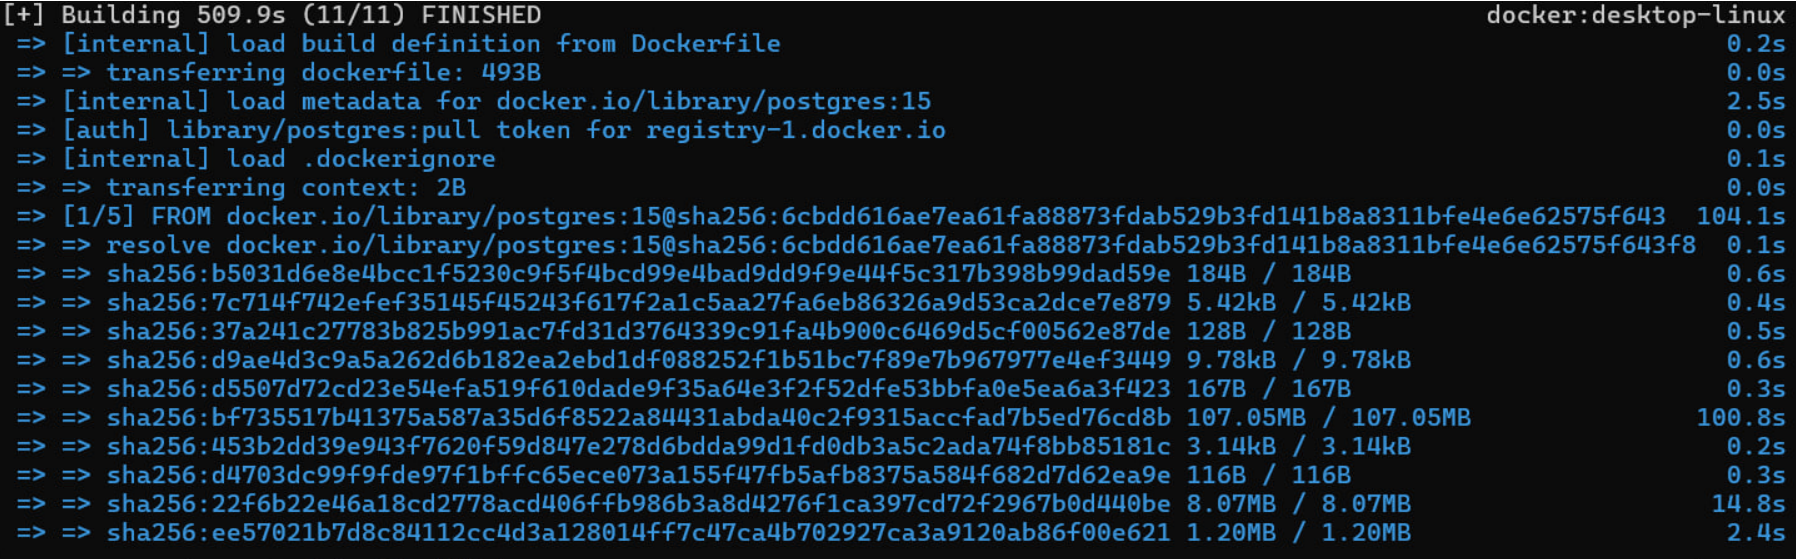 [+] Building 509.9s (11/11) FINISHED docker:desktop-linux
=> [internal] load build definition from Dockerfile 0.2s
=> => transferring dockerfile: 493B 0.0s
=> [internal] load metadata for docker.io/library/postgres:15 2.5s
=> [auth] library/postgres:pull token for registry-1.docker.io 0.0s
=> [internal] load .dockerignore 0.1s
=> => transferring context: 2B 0.0s
=> [1/5] FROM docker.io/library/postgres:15@sha256:6cbdd616ae7ea61fa88873fdab529b3fd141b8a8311bfe4e6e62575f643 104.1s
=> => resolve docker.io/library/postgres:15@sha256:6cbdd616ae7ea61fa88873fdab529b3fd141b8a8311bfe4e6e62575f643f8 0.1s
=> => sha256:b5031d6e8e4bcc1f5230c9f5f4bcd99e4bad9dd9f9e44f5c317b398b99dad59e 184B / 184B 0.6s
=> => sha256:7c714f742efef35145f45243f617f2a1c5aa27fa6eb86326a9d53ca2dce7e879 5.42kB / 5.42kB 0.4s
=> => sha256:37a241c27783b825b991ac7fd31d3764339c91fa4b900c6469d5cf00562e87de 128B / 128B 0.5s
=> => sha256:d9ae4d3c9a5a262d6b182ea2ebd1df088252f1b51bc7f89e7b967977e4ef3449 9.78kB / 9.78kB 0.6s
=> => sha256:d5507d72cd23e54efa519f610dade9f35a64e3f2f52dfe53bbfa0e5ea6a3f423 167B / 167B 0.3s
=> => sha256:bf735517b41375a587a35d6f8522a84431abda40c2f9315accfad7b5ed76cd8b 107.05MB / 107.05MB 100.8s
=> => sha256:453b2dd39e943f7620f59d847e278d6bdda99d1fd0db3a5c2ada74f8bb85181c 3.14kB / 3.14kB 0.2s
=> => sha256:d4703dc99f9fde97f1bffc65ece073a155f47fb5afb8375a584f682d7d62ea9e 116B / 116B 0.3s
=> => sha256:22f6b22e46a18cd2778acd406ffb986b3a8d4276f1ca397cd72f2967b0d440be 8.07MB / 8.07MB 14.8s
=> => sha256:ee57021b7d8c84112cc4d3a128014ff7c47ca4b702927ca3a9120ab86f00e621 1.20MB / 1.20MB 2.4s